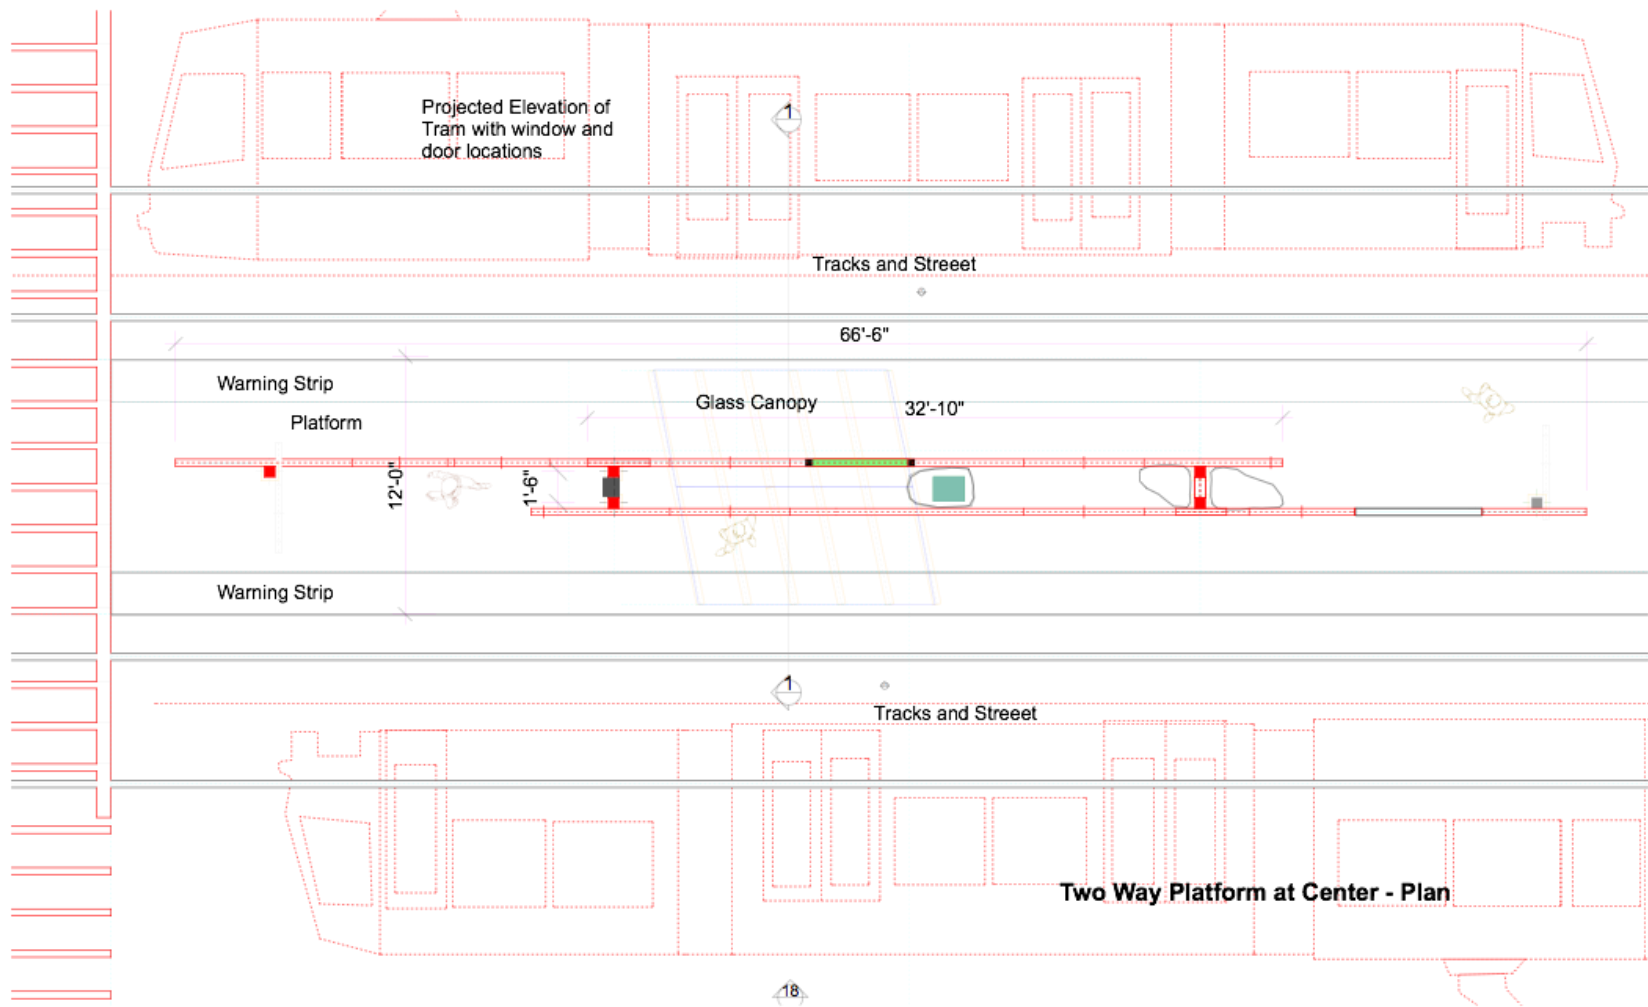 Projected Elevation of
Tram with window and
door locations
1
Tracks and Streeet
66'-6"
Warning Strip
Glass Canopy
32'-10"
Platform
12'-0"
1'-6"
Warning Strip
1
Tracks and Streeet
Two Way Platform at Center - Plan
18